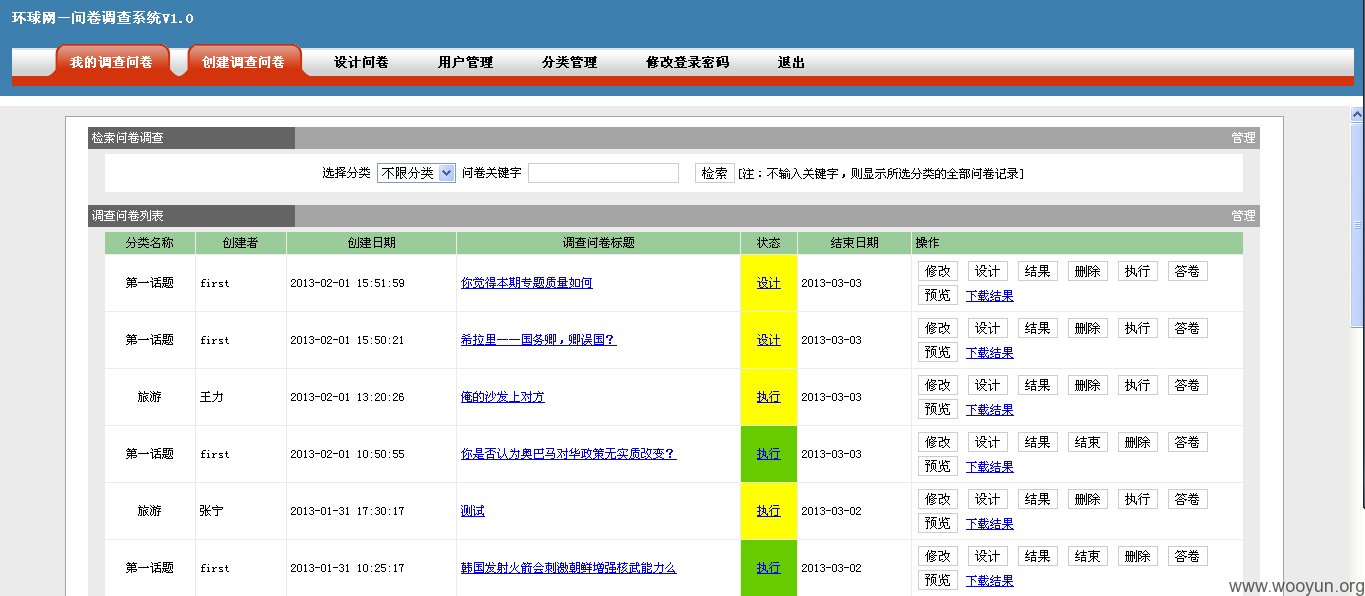 环球网—问卷调查系统V1.0
我的调查问卷 创建调查问卷 设计问卷 用户管理 分类管理 修改登录密码 退出
检索问卷调查 管理
选择分类 不限分类 问卷关键字 检索 [注：不输入关键字，则显示所选分类的全部问卷记录]
调查问卷列表 管理
分类名称 创建者 创建日期 调查问卷标题 状态 结束日期 操作
第一话题 first 2013-02-01 15:51:59 你觉得本期专题质量如何 设计 2013-03-03 修改 设计 结果 删除 执行 答卷
预览 下载结果
第一话题 first 2013-02-01 15:50:21 希拉里——国务卿，卿误国？ 设计 2013-03-03 修改 设计 结果 删除 执行 答卷
预览 下载结果
旅游 王力 2013-02-01 13:20:26 俺的沙发上对方 执行 2013-03-03 修改 设计 结果 删除 执行 答卷
预览 下载结果
第一话题 first 2013-02-01 10:50:55 你是否认为奥巴马对华政策无实质改变？ 执行 2013-03-03 修改 设计 结果 结束 删除 答卷
预览 下载结果
旅游 张宁 2013-01-31 17:30:17 测试 执行 2013-03-02 修改 设计 结果 删除 执行 答卷
预览 下载结果
第一话题 first 2013-01-31 10:25:17 韩国发射火箭会刺激朝鲜增强核武能力么 执行 2013-03-02 修改 设计 结果 结束 删除 答卷
预览 下载结果
www.wooyun.org